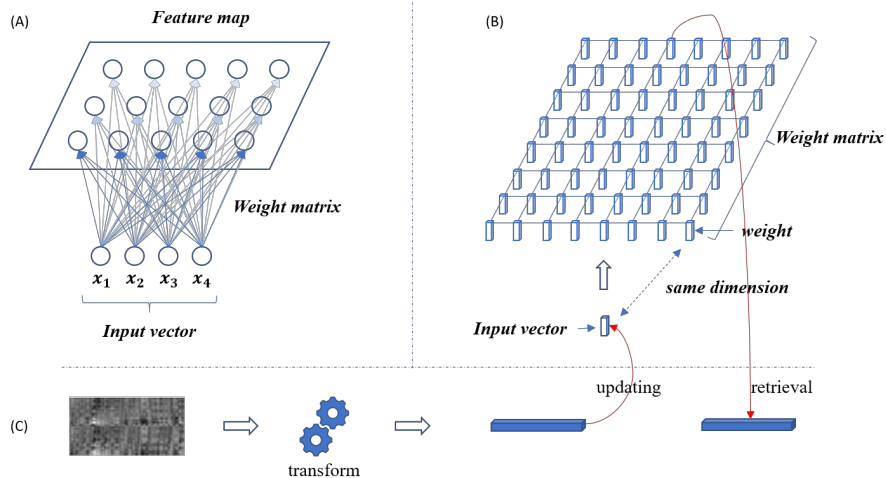 (A)
Feature map
Weight matrix
x₁ x₂ x₃ x₄
Input vector
(B)
Weight matrix
weight
same dimension
Input vector
updating
retrieval
(C)
transform